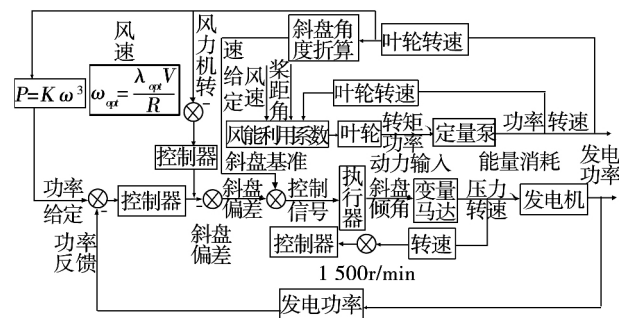 风速
风力机转
速给定
斜盘角度折算
叶轮转速
P=Kω³
ωopt=λoptV/R
风速
桨距角
叶轮转速
控制器
风能利用系数
叶轮
转矩
功率
定量泵
功率
转速
斜盘基准
动力输入
能量消耗
发电功率
功率给定
控制器
斜盘偏差
斜盘偏差
控制信号
执行器
斜盘倾角
变量马达
压力
转速
发电机
功率反馈
控制器
转速
1 500r/min
发电功率